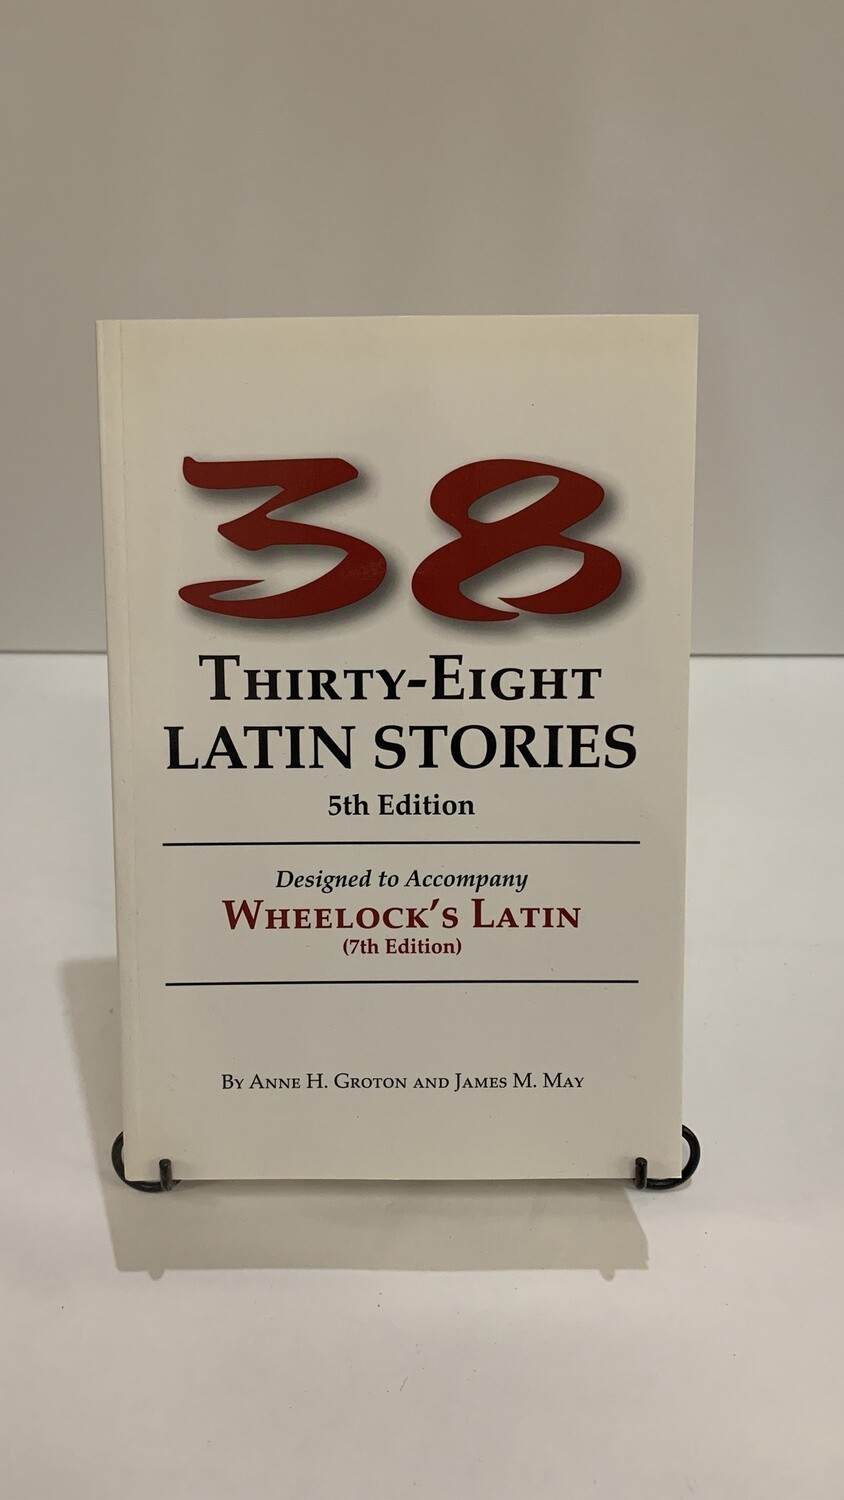 38
Thirty-Eight
LATIN STORIES
5th Edition
Designed to Accompany
Wheelock's Latin
(7th Edition)
By Anne H. Groton and James M. May